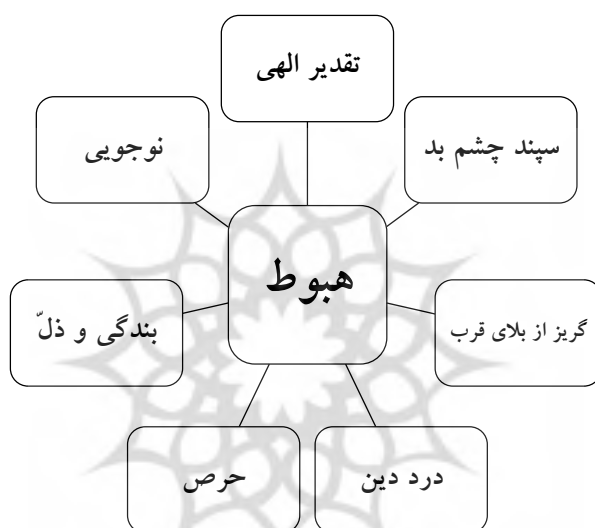 تقدیر الهی
سپند چشم بد
نوجویی
هبوط
گریز از بلای قرب
بندگی و ذلّ
درد دین
حرص